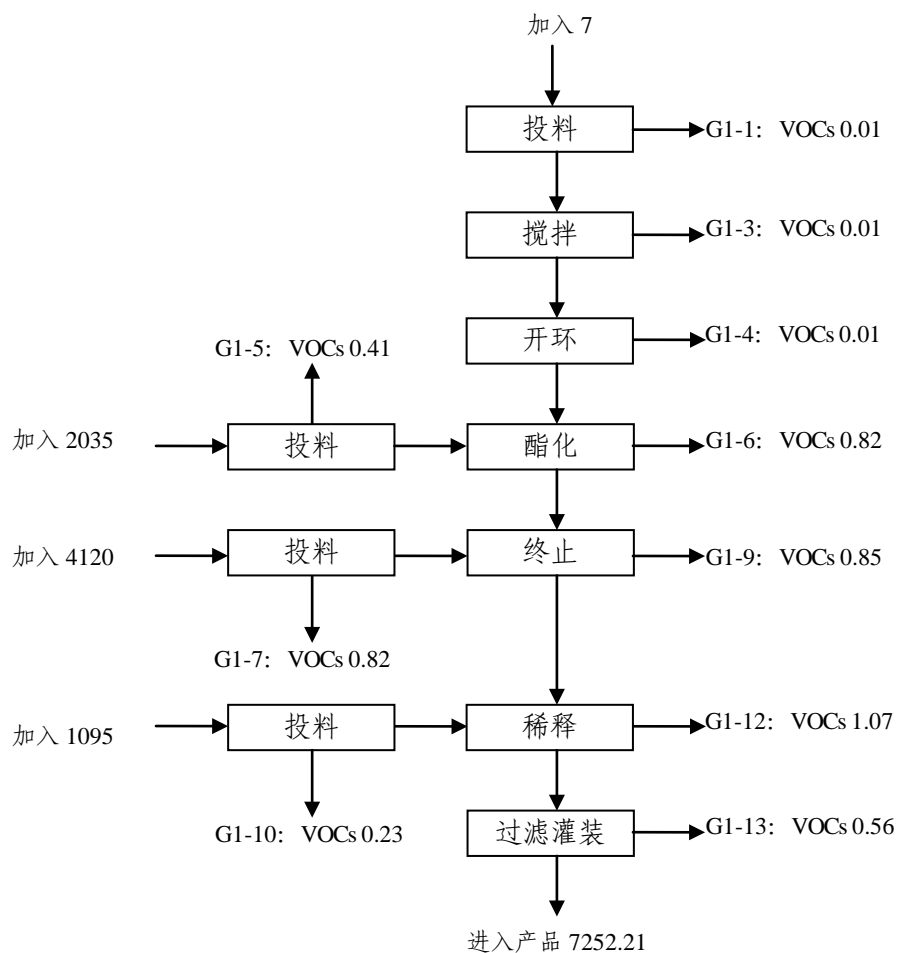 加入 7
投料
G1-1: VOCs 0.01
搅拌
G1-3: VOCs 0.01
开环
G1-4: VOCs 0.01
G1-5: VOCs 0.41
加入 2035
投料
酯化
G1-6: VOCs 0.82
加入 4120
投料
终止
G1-9: VOCs 0.85
G1-7: VOCs 0.82
加入 1095
投料
稀释
G1-12: VOCs 1.07
G1-10: VOCs 0.23
过滤灌装
G1-13: VOCs 0.56
进入产品 7252.21